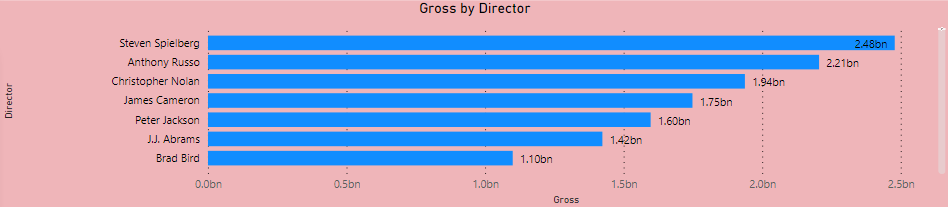 Gross by Director
Director
Steven Spielberg 2.48bn
Anthony Russo 2.21bn
Christopher Nolan 1.94bn
James Cameron 1.75bn
Peter Jackson 1.60bn
J.J. Abrams 1.42bn
Brad Bird 1.10bn
0.0bn 0.5bn 1.0bn 1.5bn 2.0bn 2.5bn
Gross